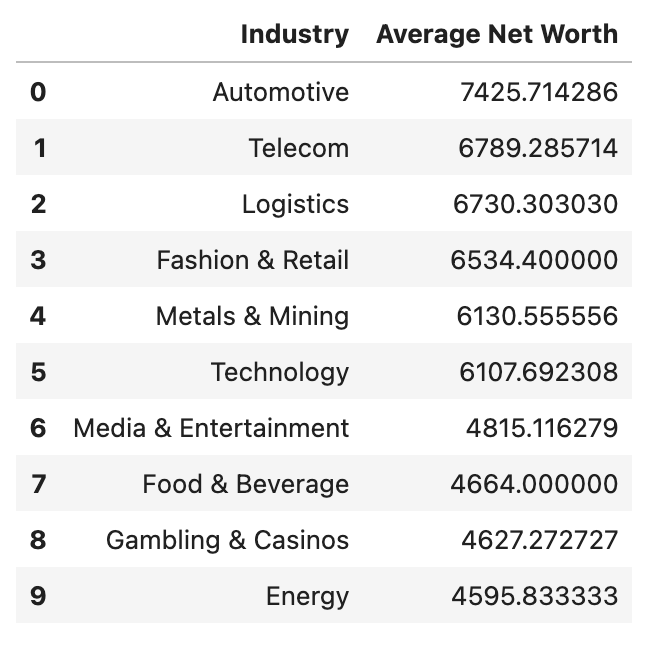 Industry Average Net Worth
0 Automotive 7425.714286
1 Telecom 6789.285714
2 Logistics 6730.303030
3 Fashion & Retail 6534.400000
4 Metals & Mining 6130.555556
5 Technology 6107.692308
6 Media & Entertainment 4815.116279
7 Food & Beverage 4664.000000
8 Gambling & Casinos 4627.272727
9 Energy 4595.833333